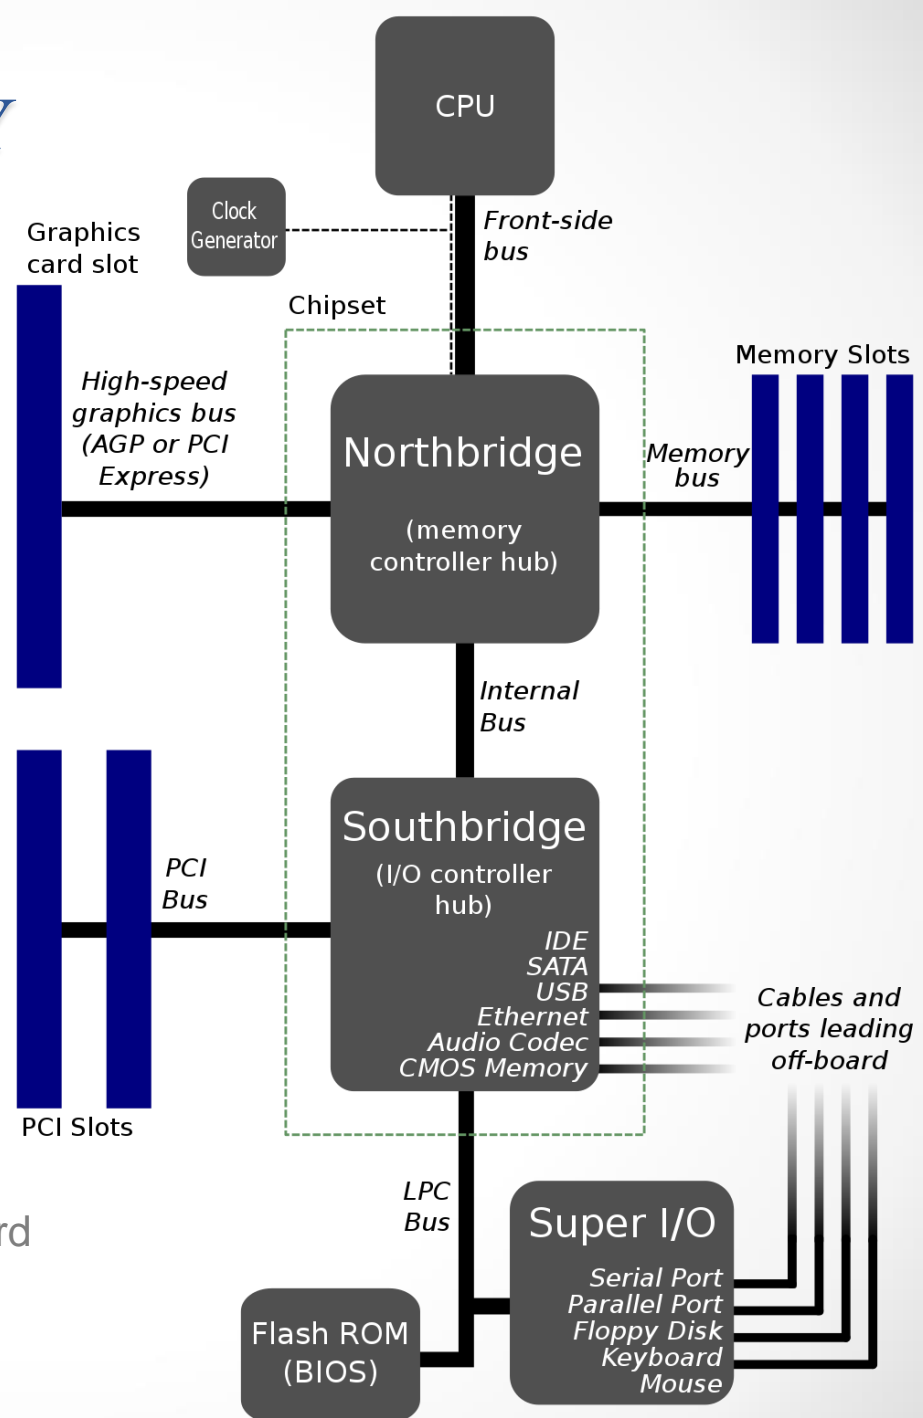 CPU
Clock
Generator
Front-side
bus
Graphics
card slot
Chipset
High-speed
graphics bus
(AGP or PCI
Express)
Northbridge
(memory
controller hub)
Memory Slots
Memory
bus
Internal
Bus
Southbridge
(I/O controller
hub)
IDE
SATA
USB
Ethernet
Audio Codec
CMOS Memory
PCI
Bus
PCI Slots
Cables and
ports leading
off-board
LPC
Bus
Super I/O
Serial Port
Parallel Port
Floppy Disk
Keyboard
Mouse
Flash ROM
(BIOS)